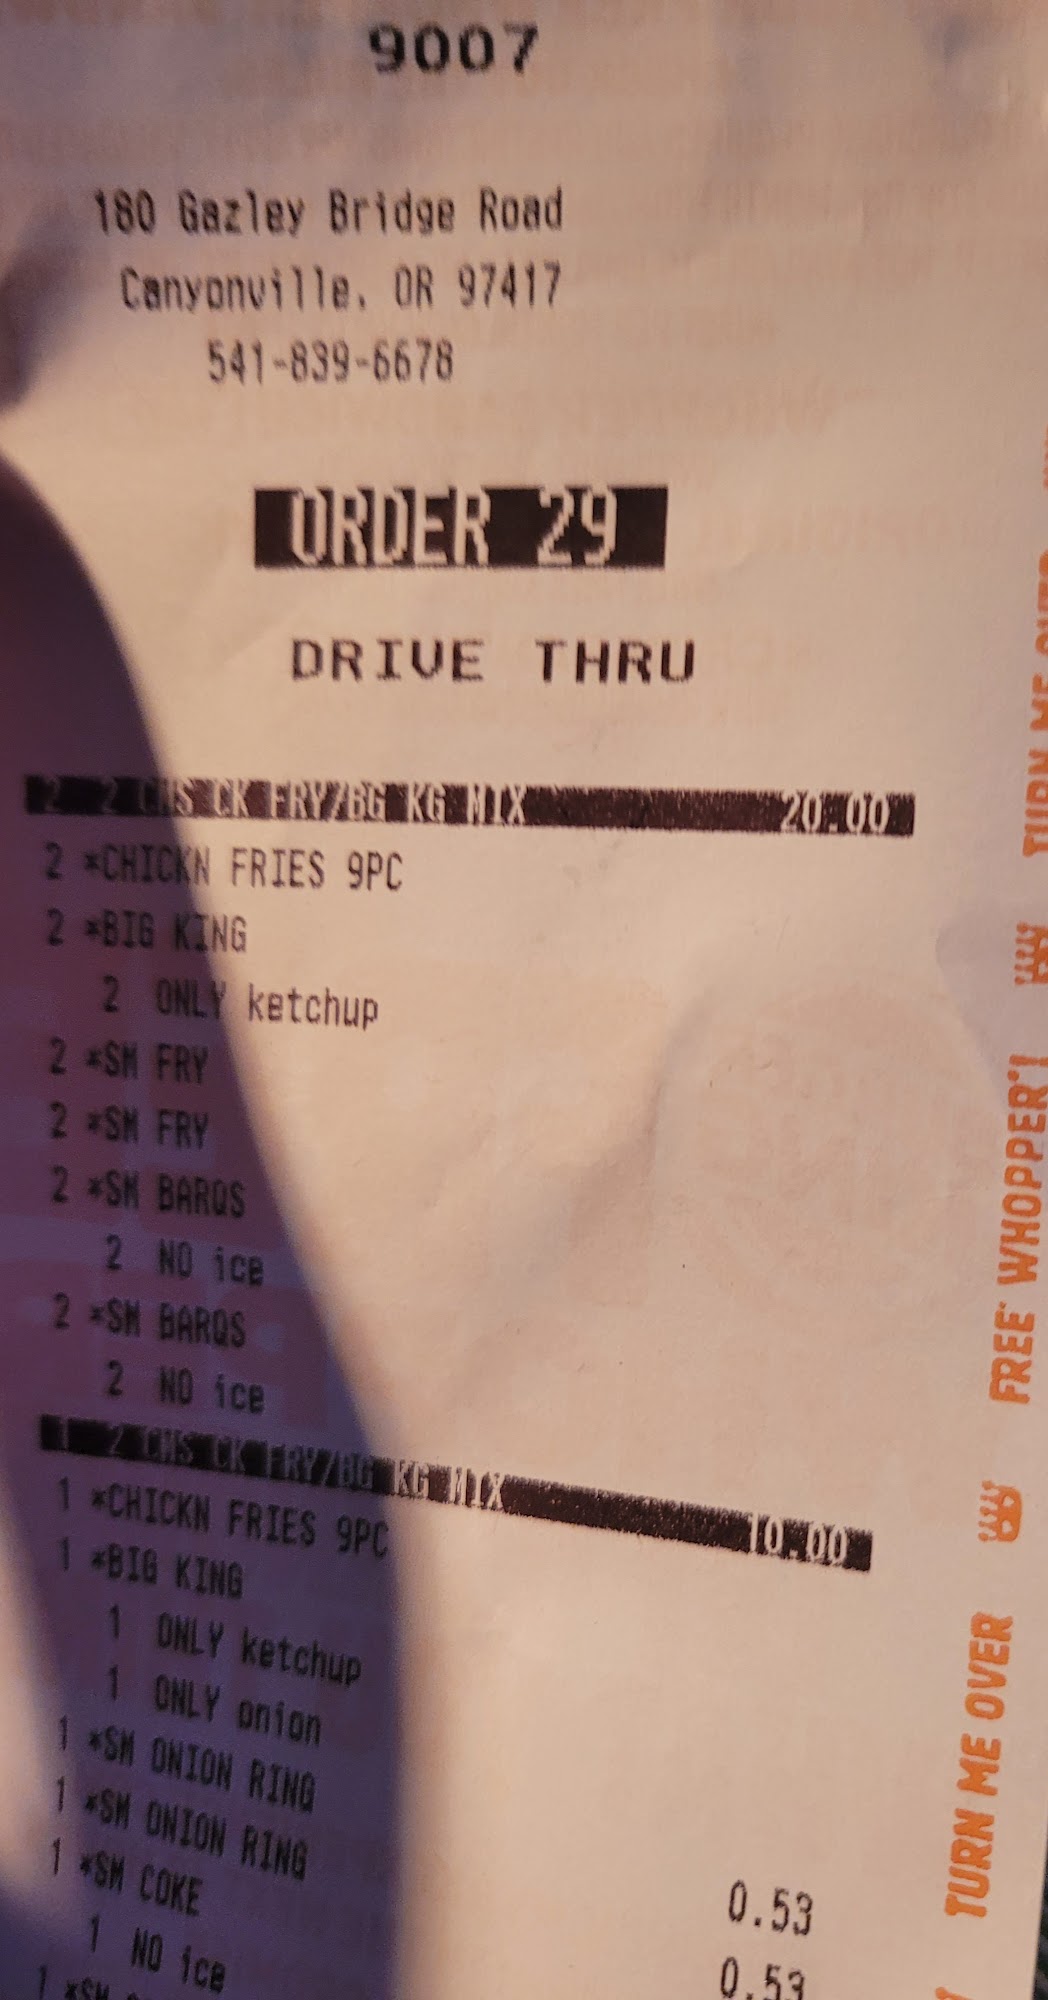 9007
180 Gazley Bridge Road
Canyonville, OR 97417
541-839-6678
ORDER 29
DRIVE THRU
2 2 CHS CK FRY/BG KG MIX 20.00
2 *CHICKN FRIES 9PC
2 *BIG KING
2 ONLY ketchup
2 *SM FRY
2 *SM FRY
2 *SM BARQS
2 NO ice
2 *SM BARQS
2 NO ice
1 2 CHS CK FRY/BG KG MIX 10.00
1 *CHICKN FRIES 9PC
1 *BIG KING
1 ONLY ketchup
1 ONLY onion
1 *SM ONION RING
1 *SM ONION RING
1 *SM COKE
0.53
1 NO ice
0.53
1 *SM
TURN ME OVER
FREE WHOPPER®!
TURN ME